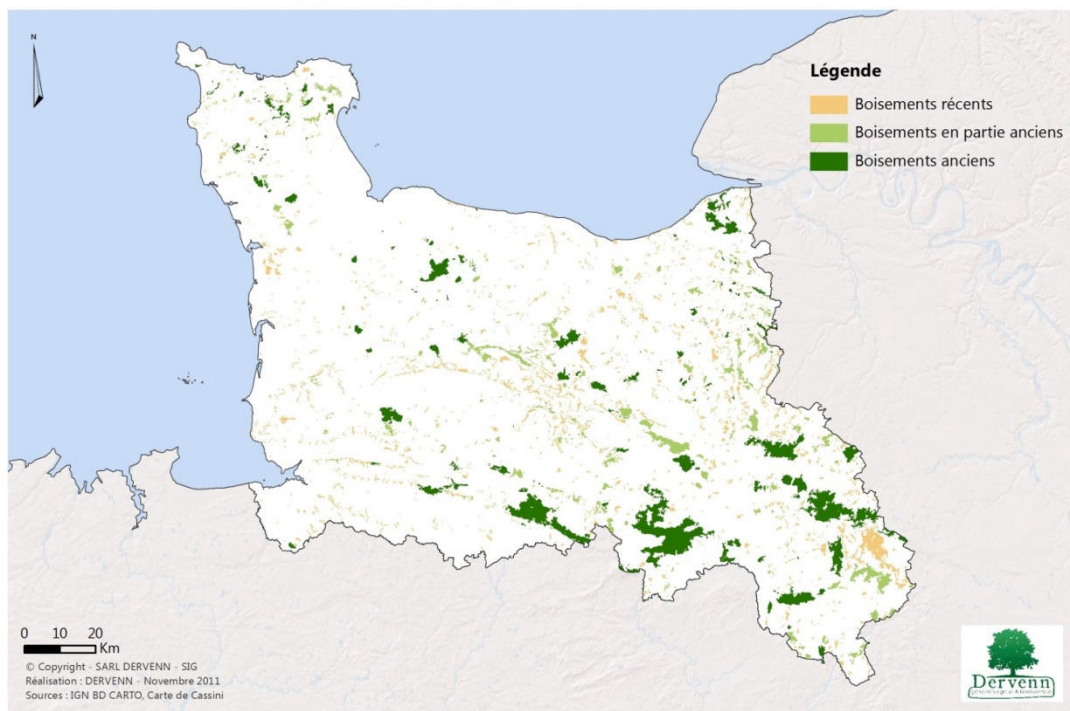 N
Légende
Boisements récents
Boisements en partie anciens
Boisements anciens
0 10 20
Km
© Copyright - SARL DERVENN - SIG
Réalisation : DERVENN - Novembre 2011
Sources : IGN BD CARTO, Carte de Cassini
Dervenn